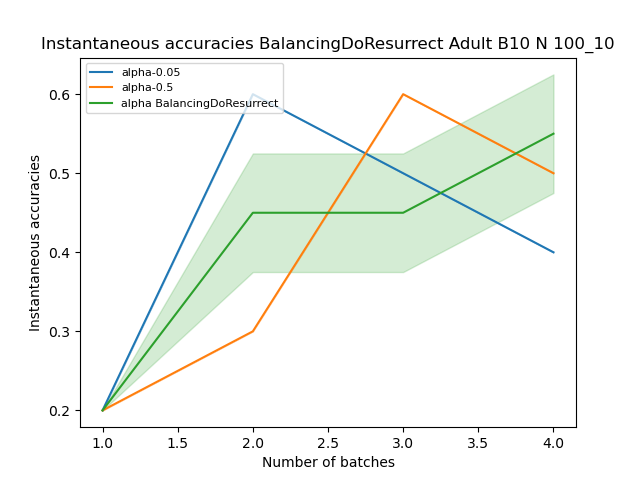 Instantaneous accuracies BalancingDoResurrect Adult B10 N 100_10
alpha-0.05
alpha-0.5
alpha BalancingDoResurrect
0.6
0.5
0.4
0.3
0.2
Instantaneous accuracies
1.0 1.5 2.0 2.5 3.0 3.5 4.0
Number of batches